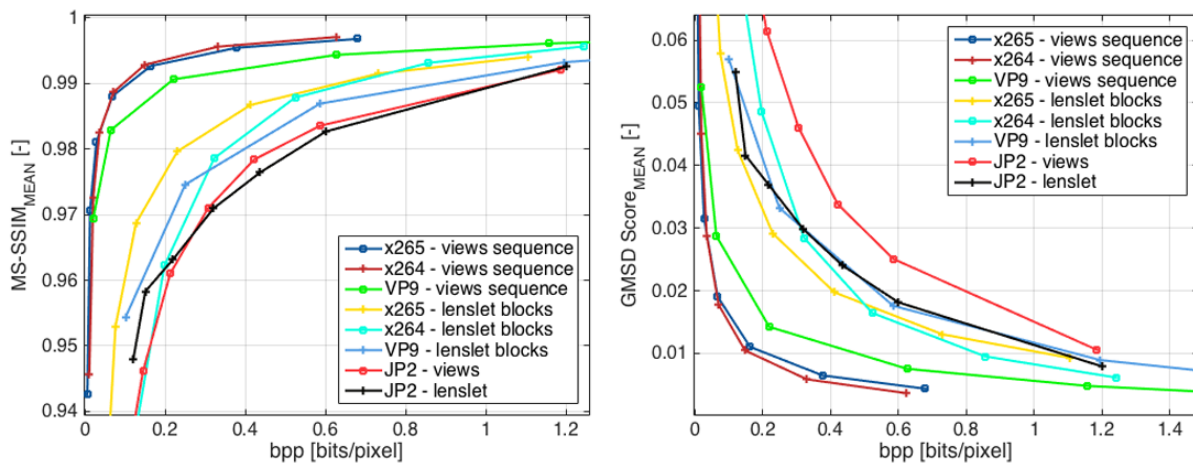 1
0.99
0.98
0.97
0.96
0.95
0.94
MS-SSIM_MEAN [-]
0
0.2
0.4
0.6
0.8
1
1.2
bpp [bits/pixel]
x265 - views sequence
x264 - views sequence
VP9 - views sequence
x265 - lenslet blocks
x264 - lenslet blocks
VP9 - lenslet blocks
JP2 - views
JP2 - lenslet
0.06
0.05
0.04
0.03
0.02
0.01
GMSD Score_MEAN [-]
0
0.2
0.4
0.6
0.8
1
1.2
1.4
bpp [bits/pixel]
x265 - views sequence
x264 - views sequence
VP9 - views sequence
x265 - lenslet blocks
x264 - lenslet blocks
VP9 - lenslet blocks
JP2 - views
JP2 - lenslet